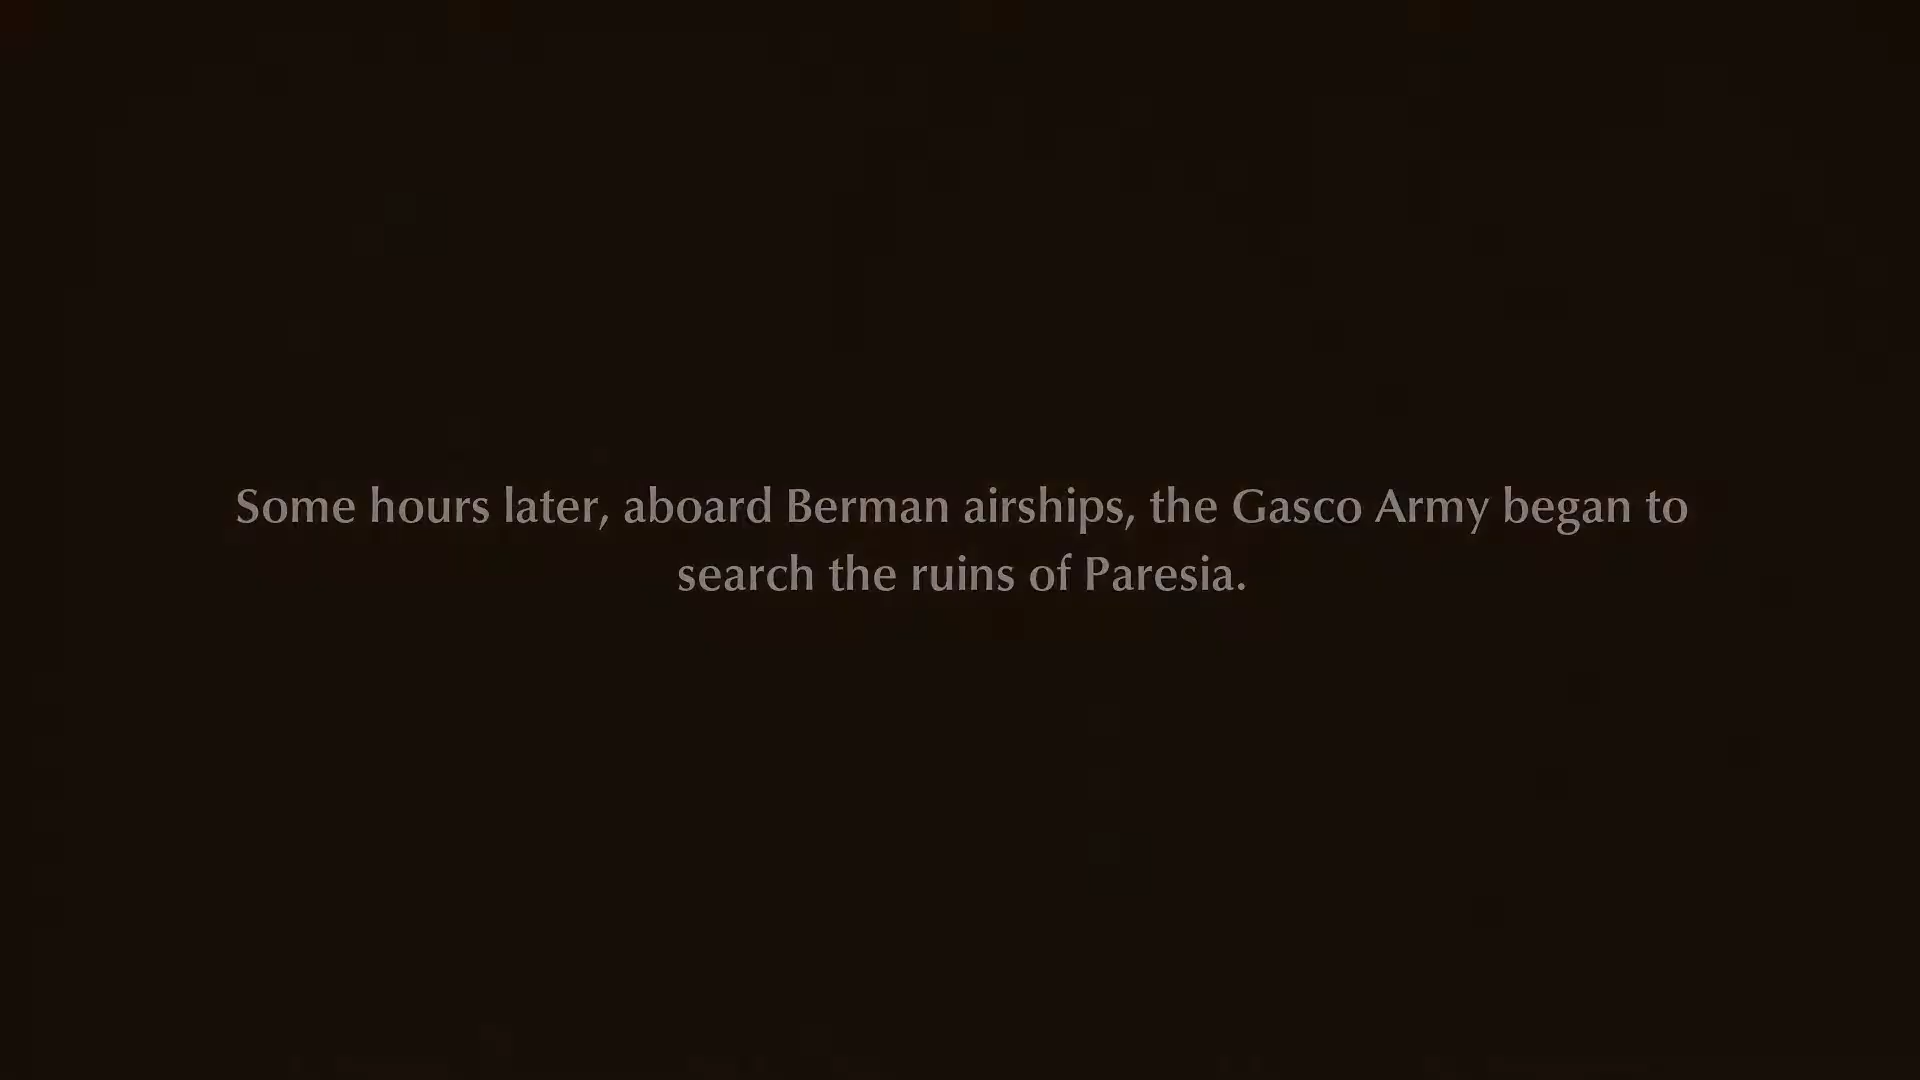 Some hours later, aboard Berman airships, the Gasco Army began to
search the ruins of Paresia.